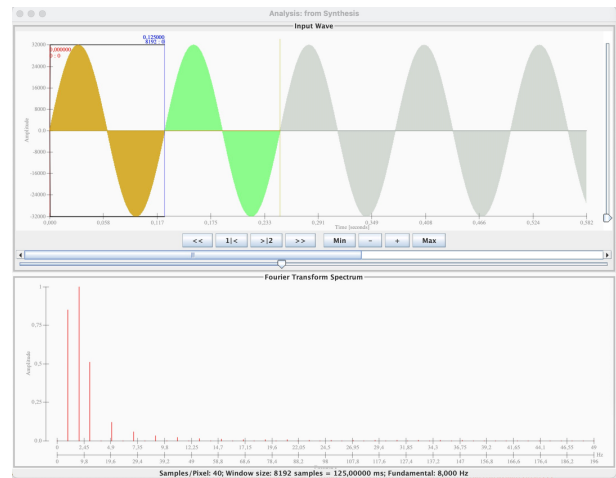 Analysis: from Synthesis
Input Wave
0,125000
8192 : 0
0,000000
0 : 0
32000
24000
16000
8000
0.0
-8000
-16000
-24000
-32000
Amplitude
0,000 0,058 0,117 0,175 0,233 0,291 0,349 0,408 0,466 0,524 0,582
Time [seconds]
<< 1|< >|2 >> Min - + Max
Fourier Transform Spectrum
1
0,75
0,5
0,25
0.0
Amplitude
0 2,45 4,9 7,35 9,8 12,25 14,7 17,15 19,6 22,05 24,5 26,95 29,4 31,85 34,3 36,75 39,2 41,65 44,1 46,55 49 Hz
0 9,8 19,6 29,4 39,2 49 58,8 68,6 78,4 88,2 98 107,8 117,6 127,4 137,2 147 156,8 166,6 176,4 186,2 196 Hz
Samples/Pixel: 40; Window size: 8192 samples = 125,00000 ms; Fundamental: 8,000 Hz